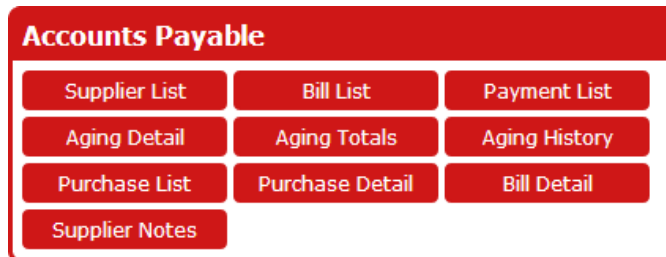 Accounts Payable
Supplier List Bill List Payment List
Aging Detail Aging Totals Aging History
Purchase List Purchase Detail Bill Detail
Supplier Notes